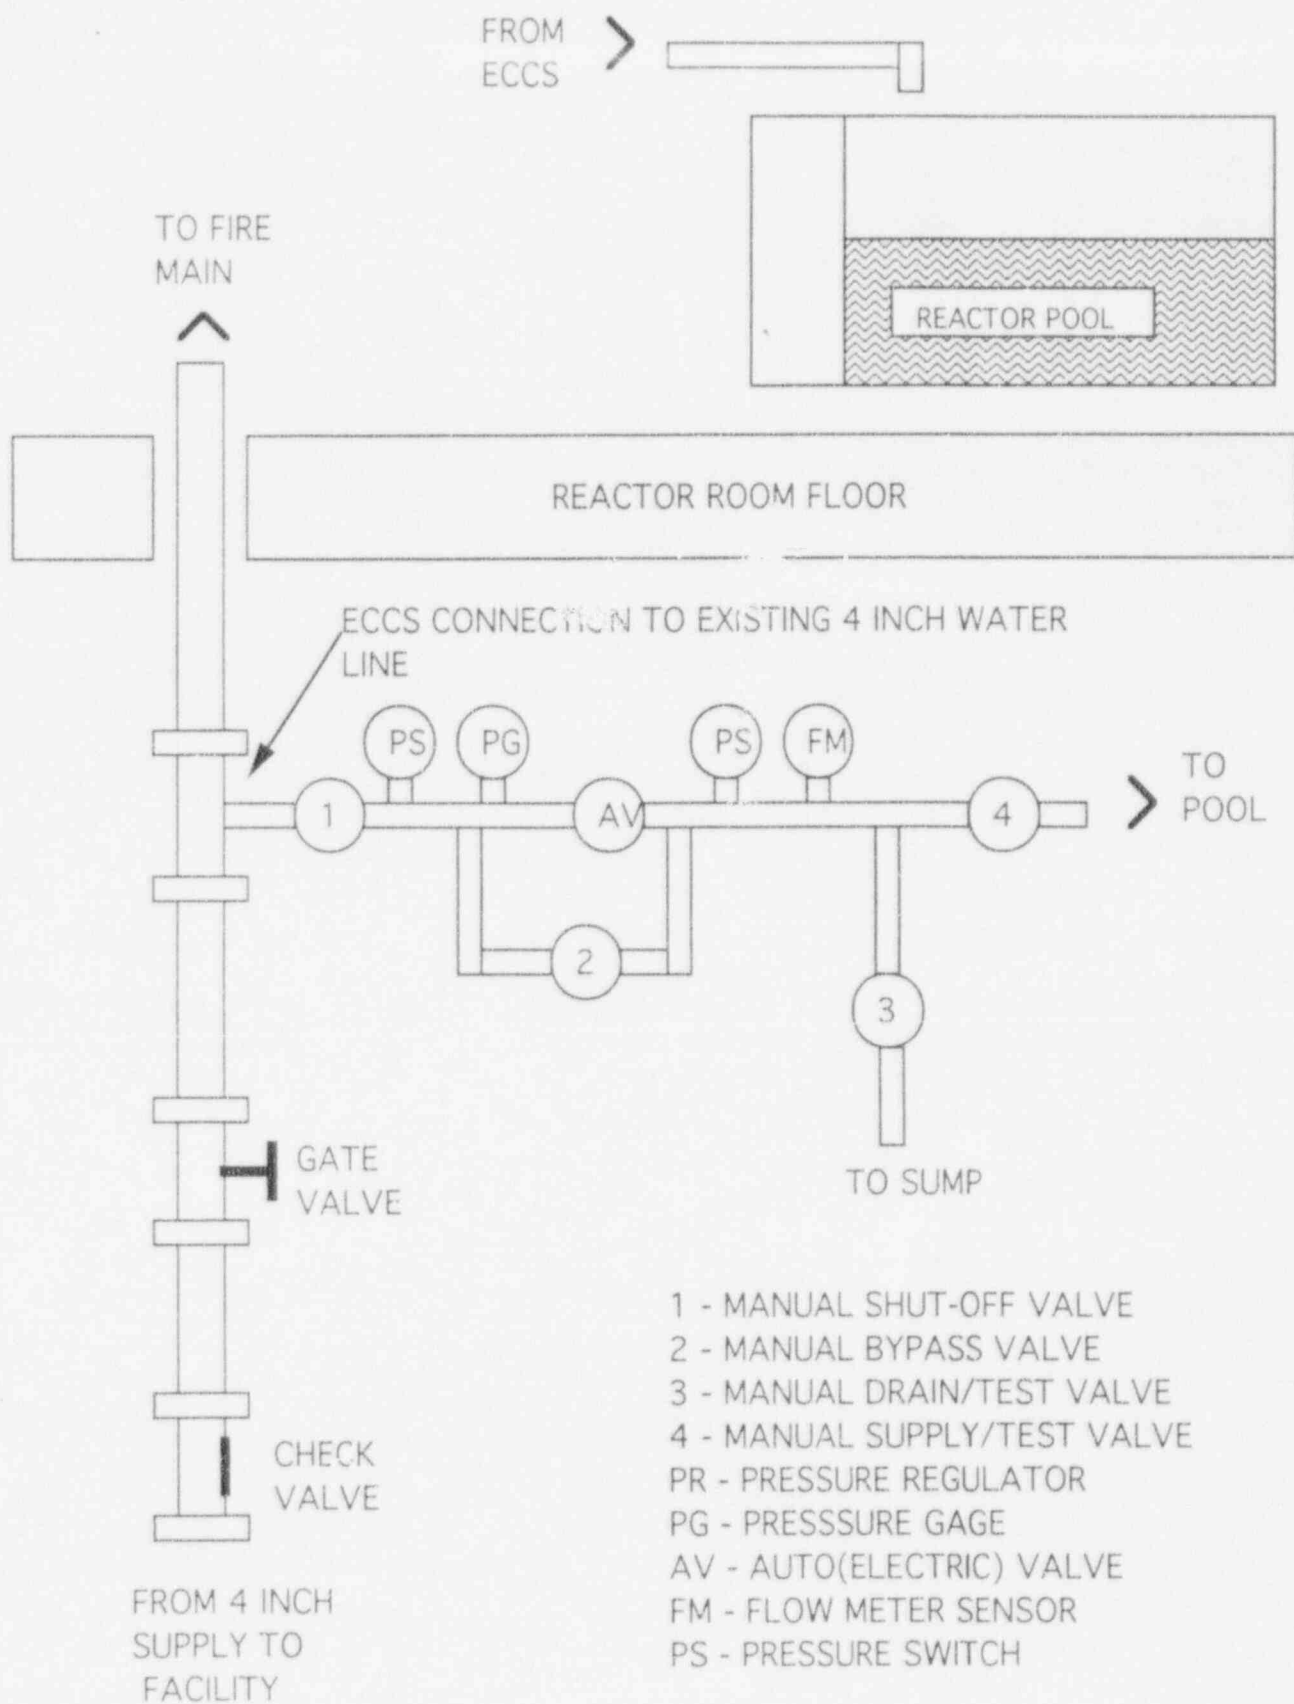 FROM
ECCS
TO FIRE
MAIN
REACTOR POOL
REACTOR ROOM FLOOR
ECCS CONNECTION TO EXISTING 4 INCH WATER
LINE
PS
PG
PS
FM
TO
POOL
1
AV
4
2
3
GATE
VALVE
TO SUMP
1 - MANUAL SHUT-OFF VALVE
2 - MANUAL BYPASS VALVE
3 - MANUAL DRAIN/TEST VALVE
4 - MANUAL SUPPLY/TEST VALVE
PR - PRESSURE REGULATOR
PG - PRESSSURE GAGE
AV - AUTO(ELECTRIC) VALVE
FM - FLOW METER SENSOR
PS - PRESSURE SWITCH
CHECK
VALVE
FROM 4 INCH
SUPPLY TO
FACILITY